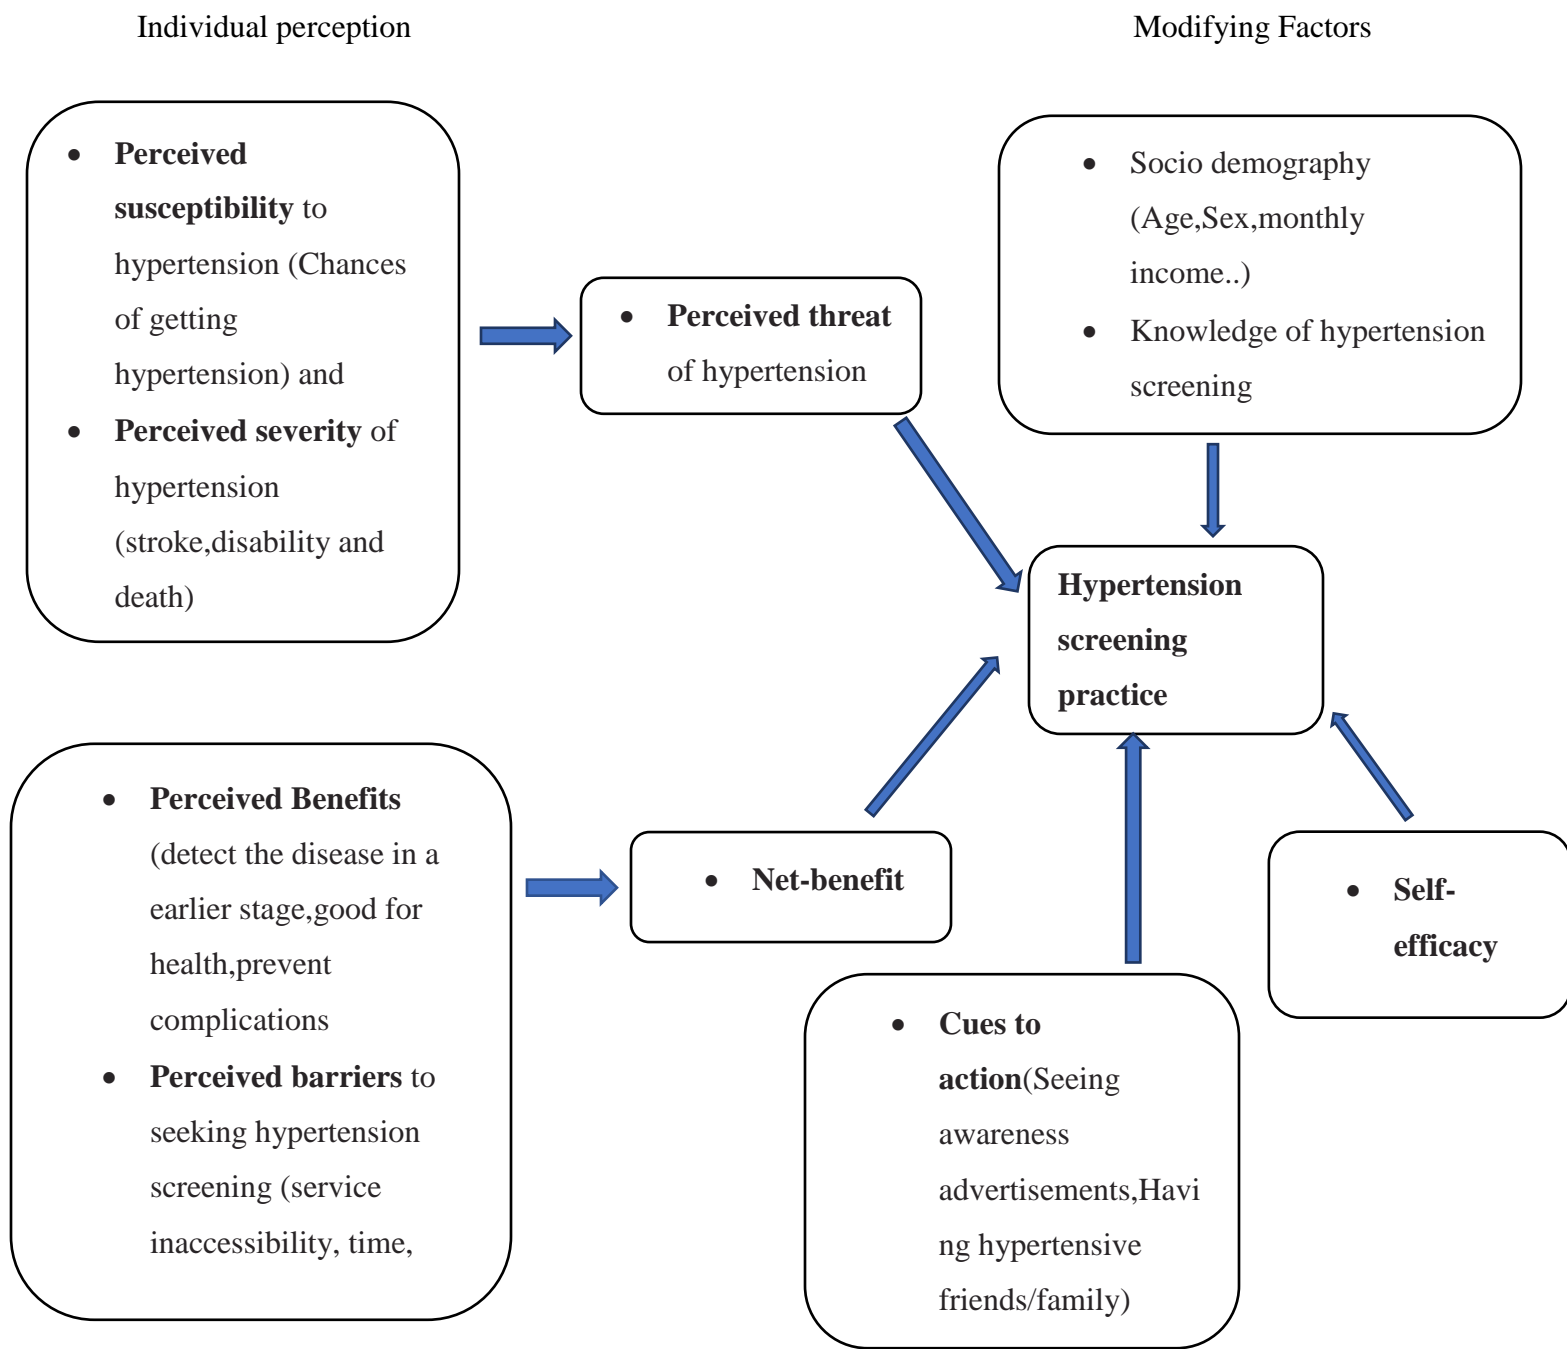 Individual perception
Modifying Factors
• Perceived
susceptibility to
hypertension (Chances
of getting
hypertension) and
• Perceived severity of
hypertension
(stroke,disability and
death)
• Perceived threat
of hypertension
• Socio demography
(Age,Sex,monthly
income..)
• Knowledge of hypertension
screening
Hypertension
screening
practice
• Perceived Benefits
(detect the disease in a
earlier stage,good for
health,prevent
complications
• Perceived barriers to
seeking hypertension
screening (service
inaccessibility, time,
• Net-benefit
• Cues to
action(Seeing
awareness
advertisements,Havi
ng hypertensive
friends/family)
• Self-
efficacy